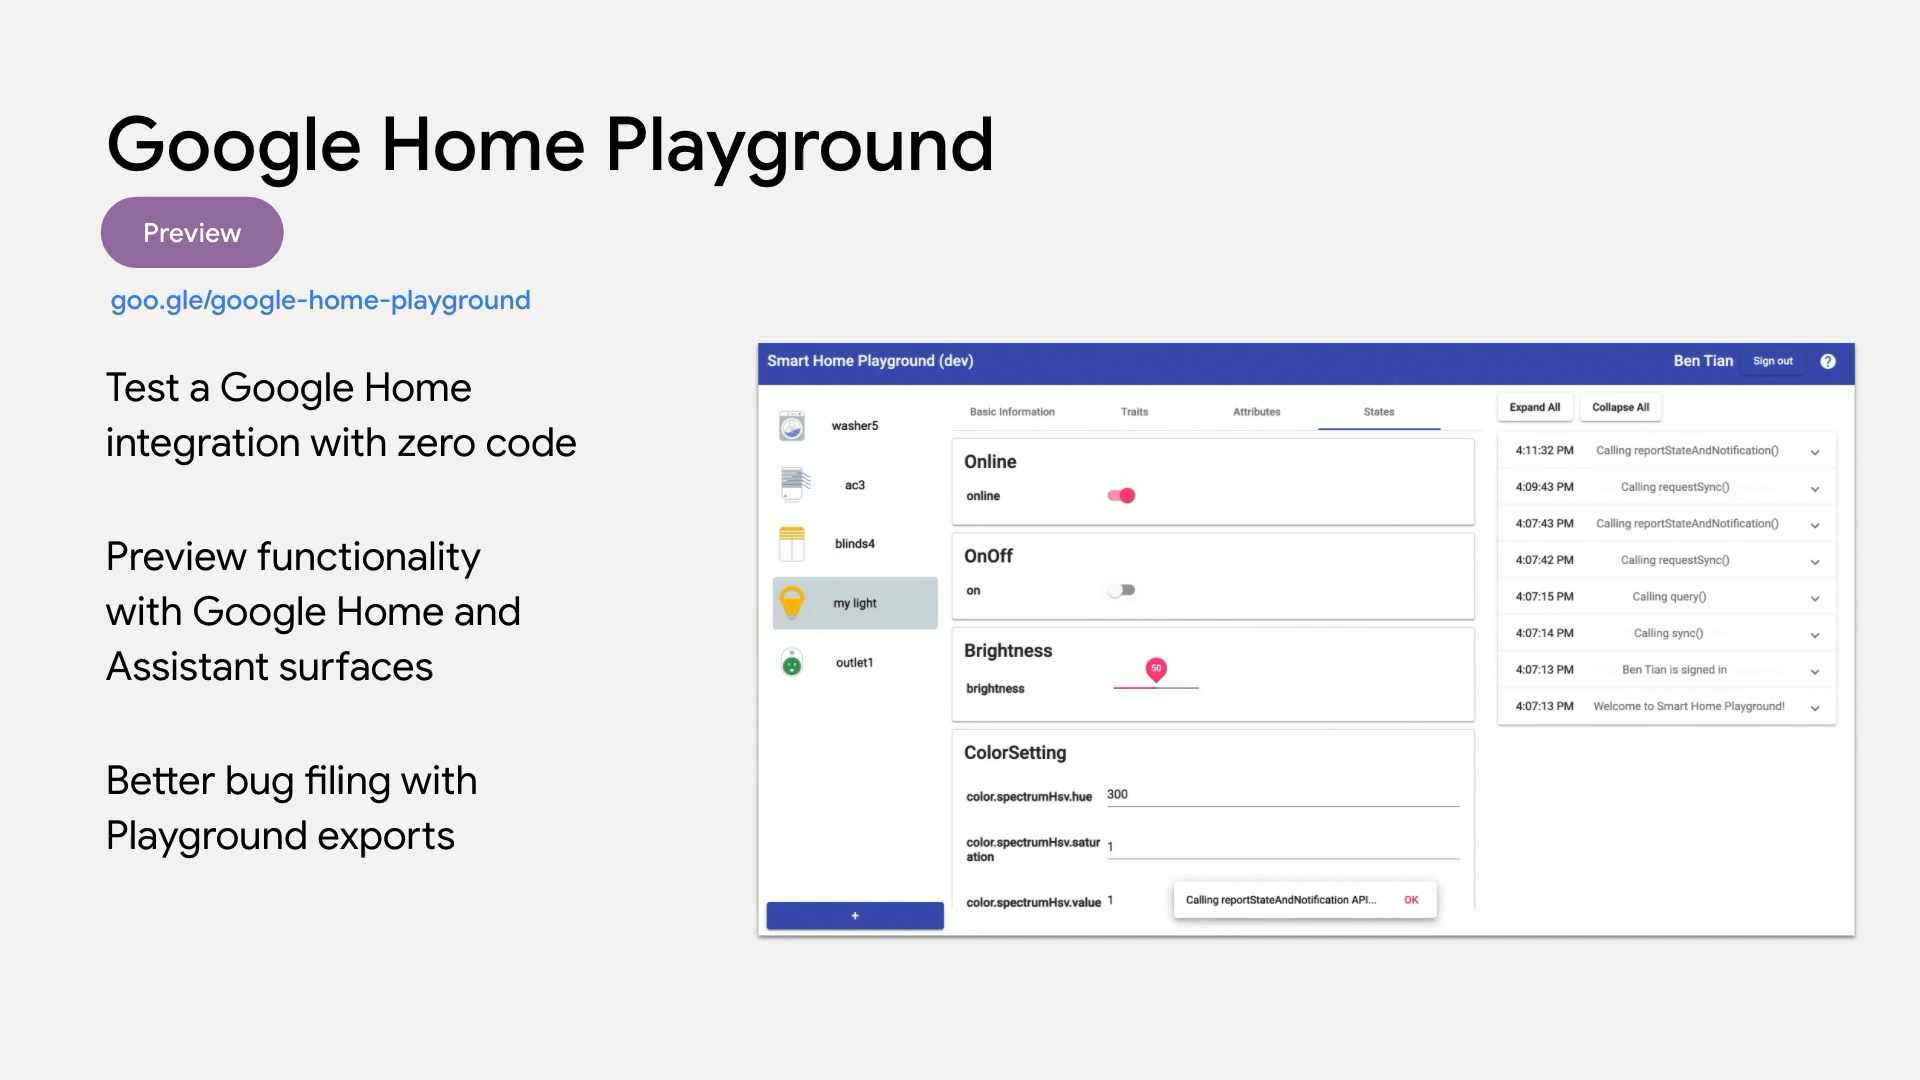 Google Home Playground
Preview
goo.gle/google-home-playground
Test a Google Home
integration with zero code
Preview functionality
with Google Home and
Assistant surfaces
Better bug filing with
Playground exports
Smart Home Playground (dev)
Ben Tian
Sign out
?
washer5
ac3
blinds4
my light
outlet1
+
Basic Information
Traits
Attributes
States
Online
online
OnOff
on
Brightness
50
brightness
ColorSetting
color.spectrumHsv.hue
300
color.spectrumHsv.satur
ation
1
color.spectrumHsv.value
1
Calling reportStateAndNotification API...
OK
Expand All
Collapse All
4:11:32 PM Calling reportStateAndNotification()
4:09:43 PM Calling requestSync()
4:07:43 PM Calling reportStateAndNotification()
4:07:42 PM Calling requestSync()
4:07:15 PM Calling query()
4:07:14 PM Calling sync()
4:07:13 PM Ben Tian is signed in
4:07:13 PM Welcome to Smart Home Playground!